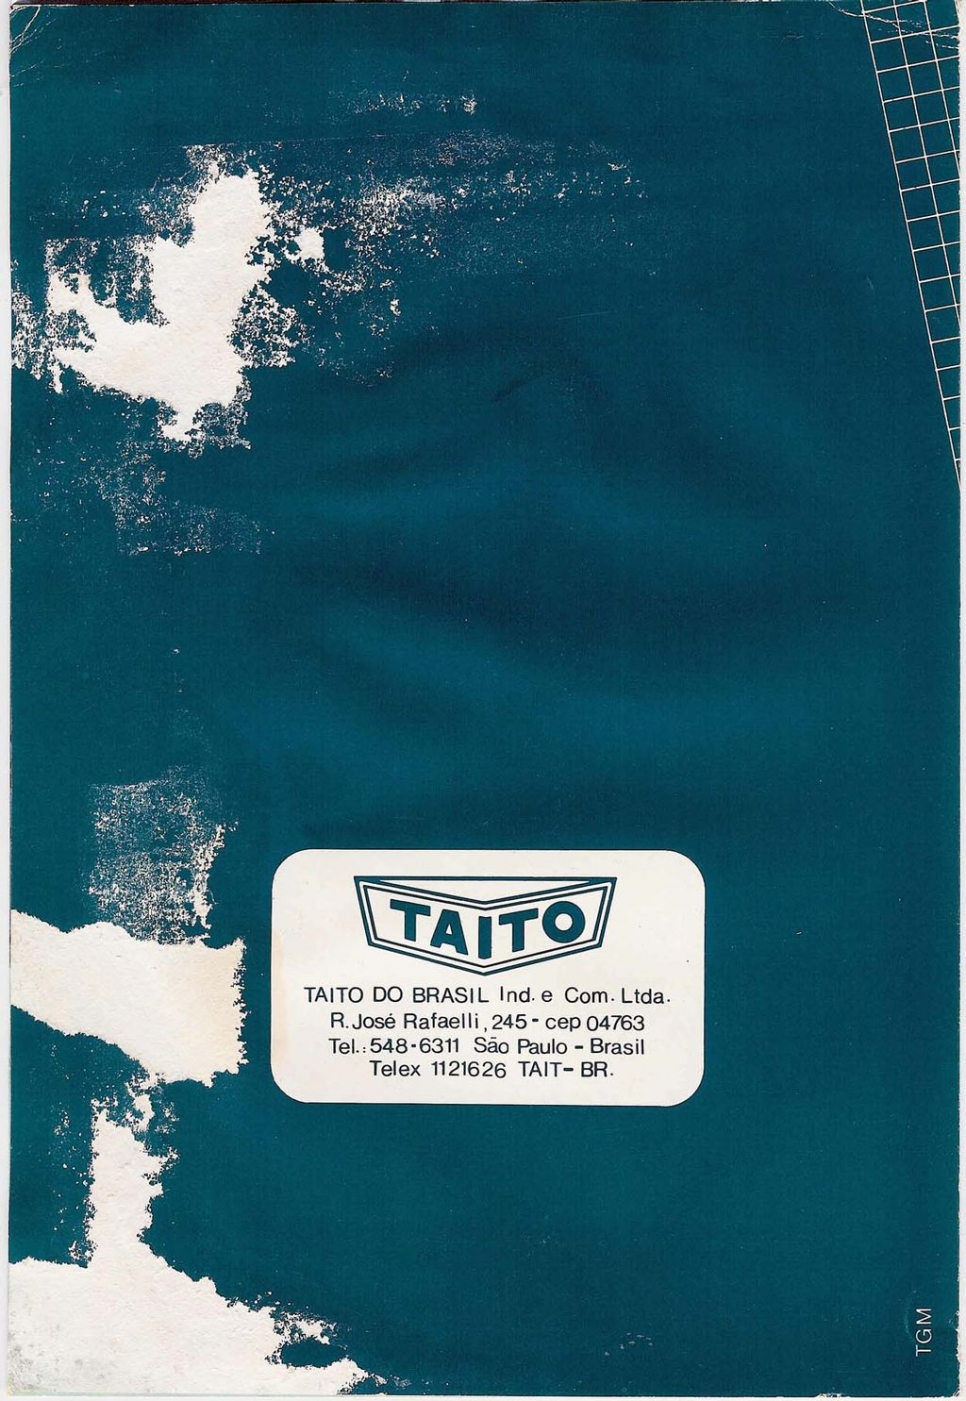 TAITO
TAITO DO BRASIL Ind. e Com. Ltda.
R. José Rafaelli, 245 - cep 04763
Tel.: 548-6311 São Paulo - Brasil
Telex 1121626 TAIT- BR.
TGM